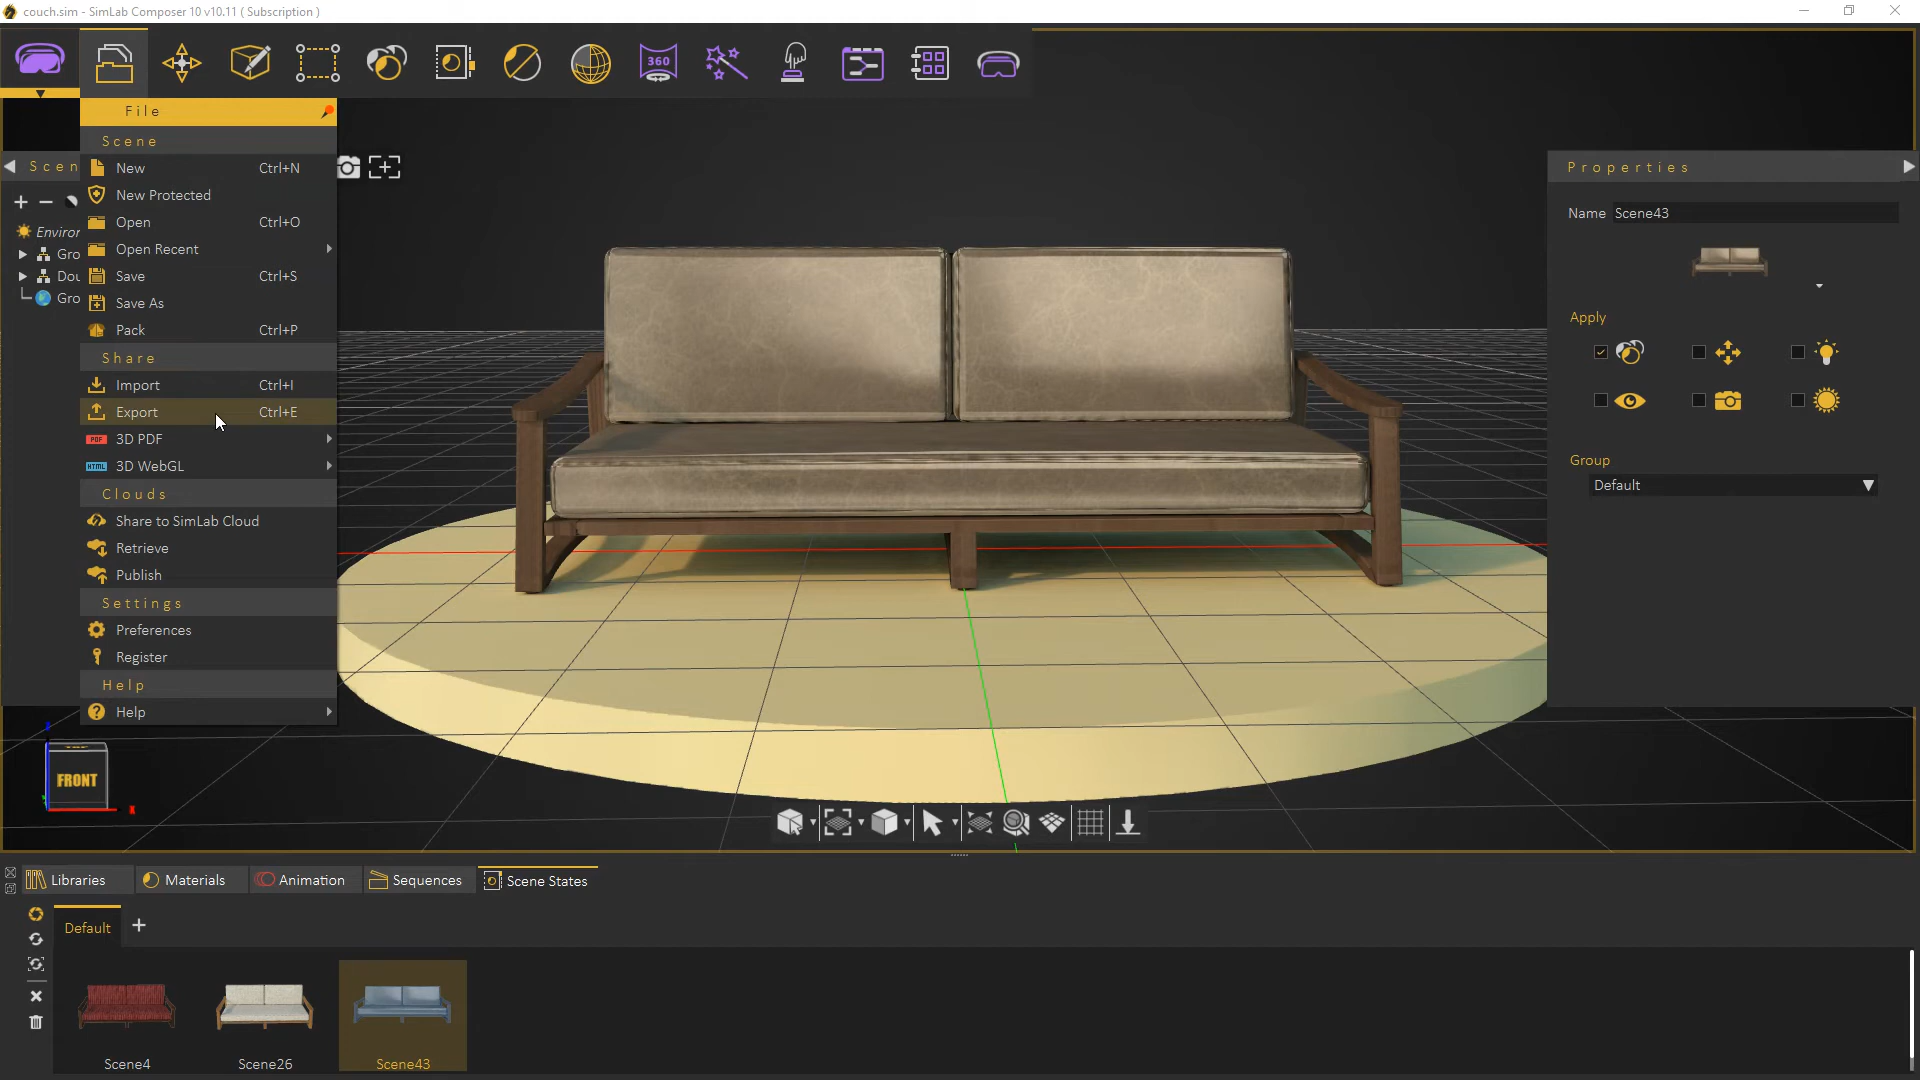 couch.sim - SimLab Composer 10 v10.11 ( Subscription )
360
File
Scene
Scen
New Ctrl+N
New Protected
Open Ctrl+O
Open Recent
Save Ctrl+S
Save As
Pack Ctrl+P
Share
Import Ctrl+I
Export Ctrl+E
PDF 3D PDF
HTML 3D WebGL
Clouds
Share to SimLab Cloud
Retrieve
Publish
Settings
Preferences
Register
Help
Help
Enviror
Gro
Dou
Gro
Properties
Name Scene43
Apply
Group
Default
TOP
FRONT
Libraries
Materials
Animation
Sequences
Scene States
Default
Scene4
Scene26
Scene43